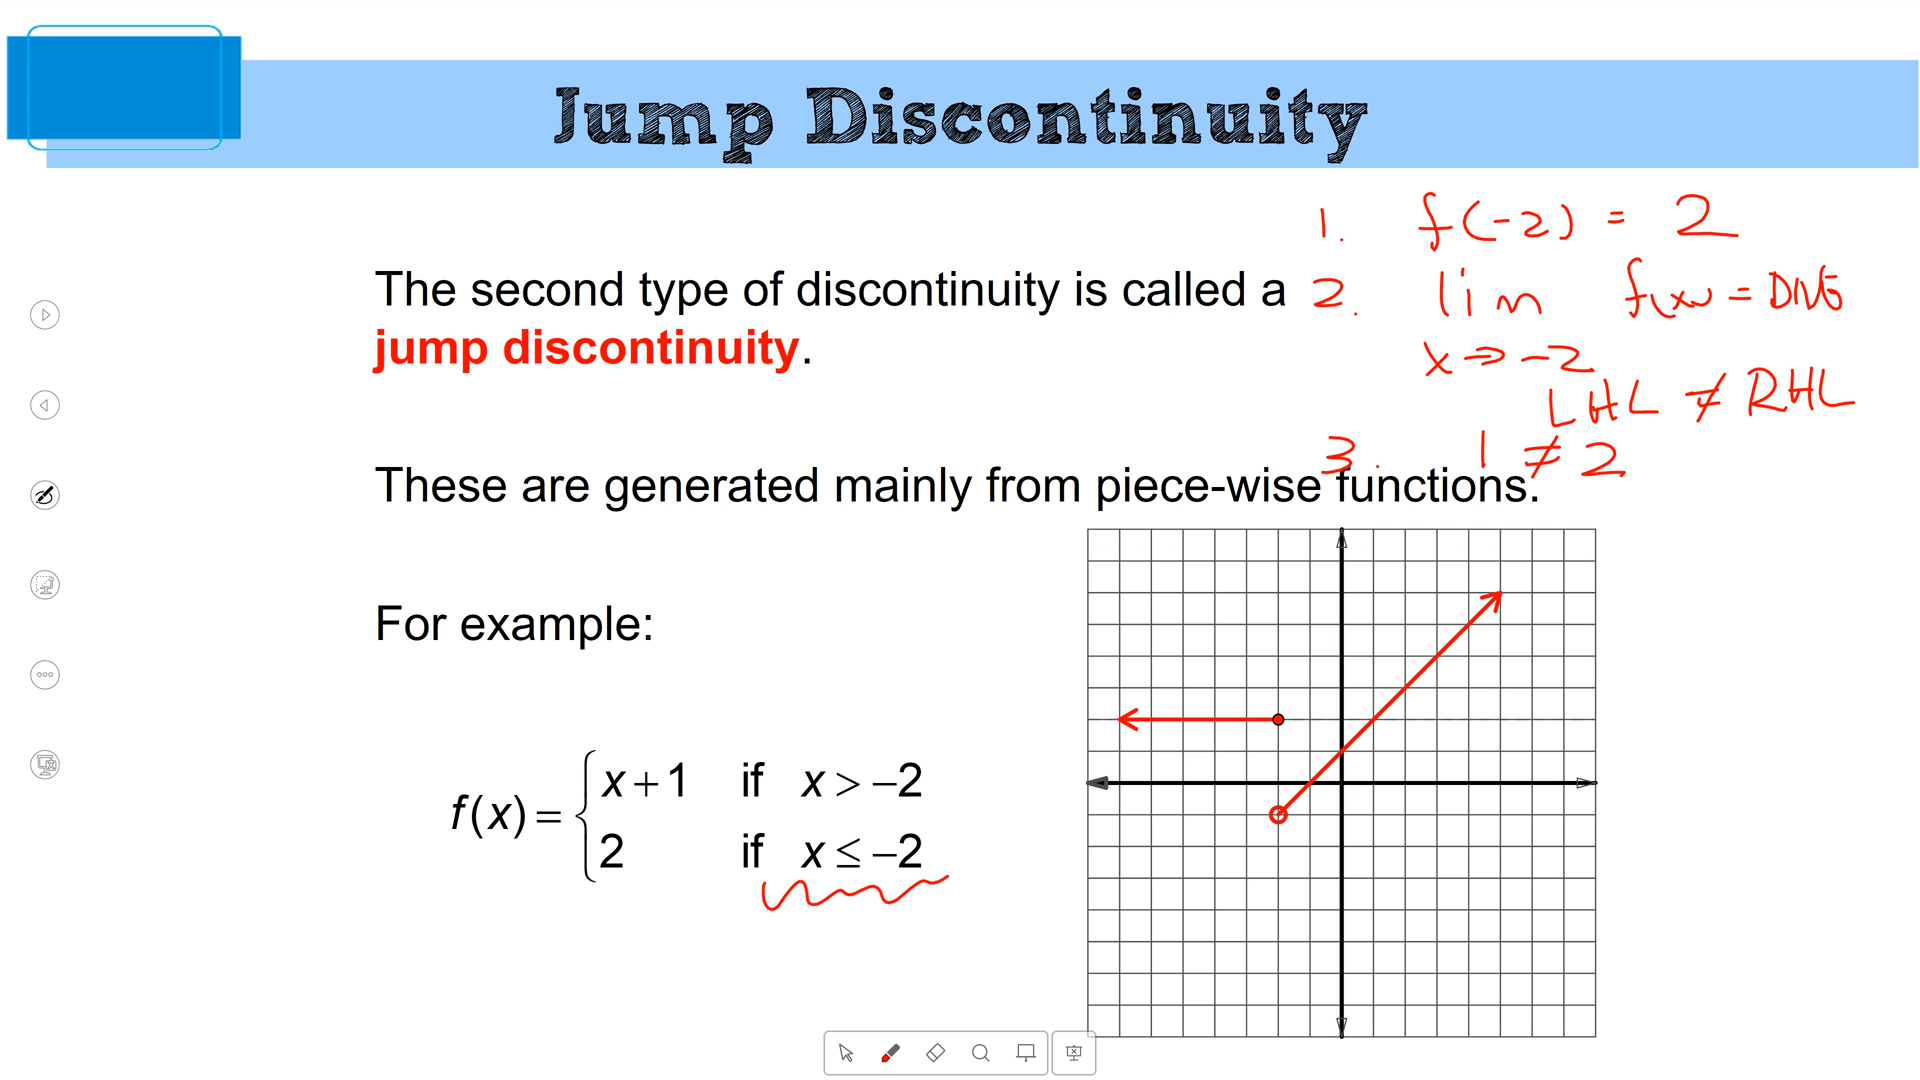 Jump Discontinuity
1. f(-2) = 2
The second type of discontinuity is called a
jump discontinuity.
2. lim f(x) = DNE
x→-2
LHL ≠ RHL
3. 1 ≠ 2
These are generated mainly from piece-wise functions.
For example:
f(x) = { x + 1 if x > −2
2 if x ≤ −2